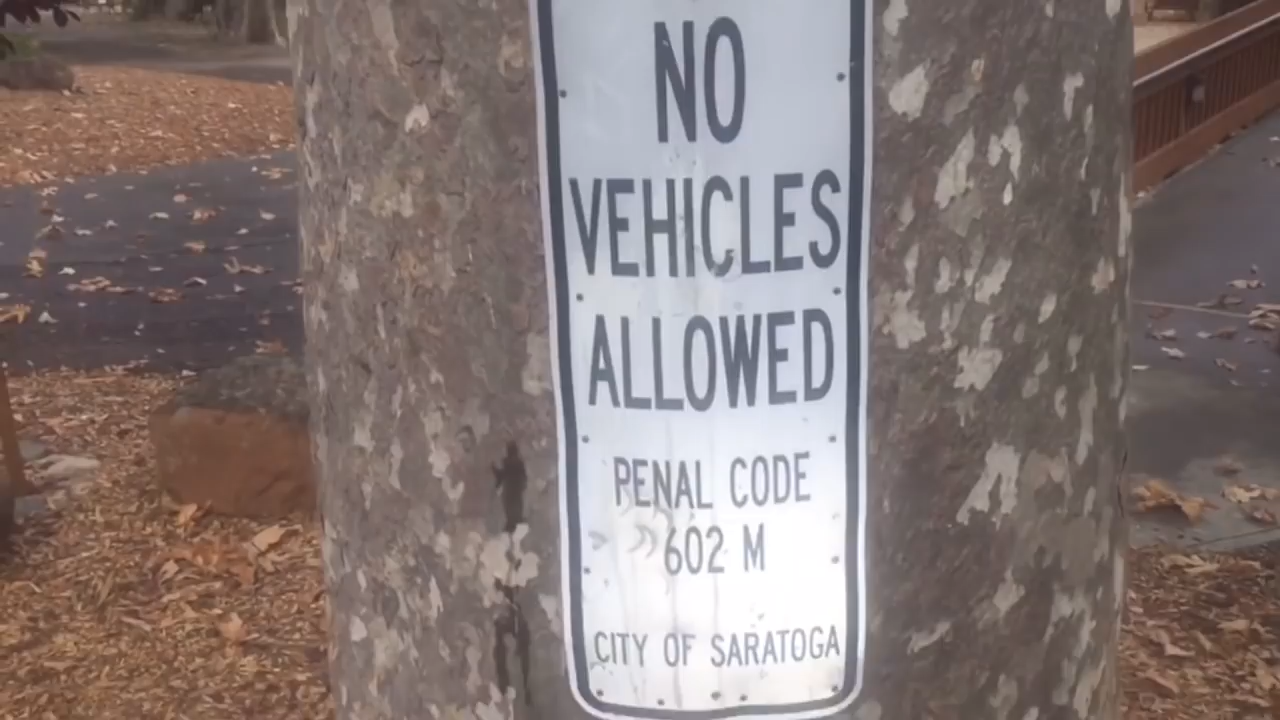 NO
VEHICLES
ALLOWED
PENAL CODE
602 M
CITY OF SARATOGA